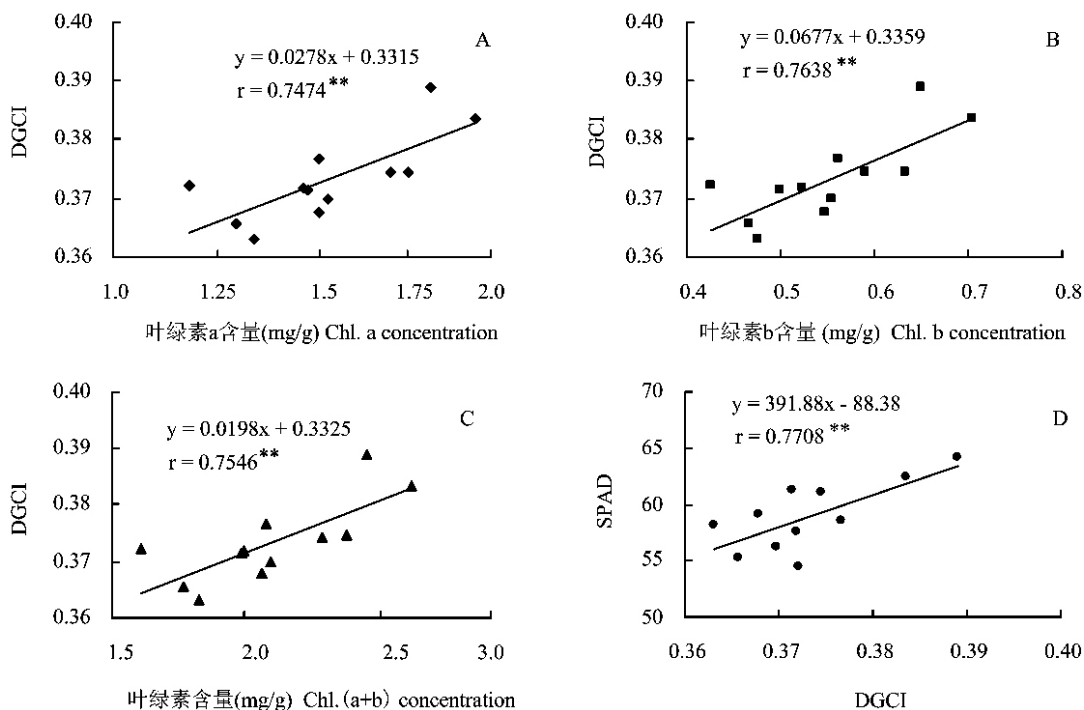 0.40
0.39
0.38
0.37
0.36
DGCI
A
y = 0.0278x + 0.3315
r = 0.7474 **
1.0 1.25 1.5 1.75 2.0
叶绿素a含量(mg/g) Chl. a concentration
0.40
0.39
0.38
0.37
0.36
DGCI
B
y = 0.0677x + 0.3359
r = 0.7638 **
0.4 0.5 0.6 0.7 0.8
叶绿素b含量 (mg/g) Chl. b concentration
0.40
0.39
0.38
0.37
0.36
DGCI
C
y = 0.0198x + 0.3325
r = 0.7546**
1.5 2.0 2.5 3.0
叶绿素含量(mg/g) Chl. (a+b) concentration
70
65
60
55
50
SPAD
D
y = 391.88x - 88.38
r = 0.7708 **
0.36 0.37 0.38 0.39 0.40
DGCI